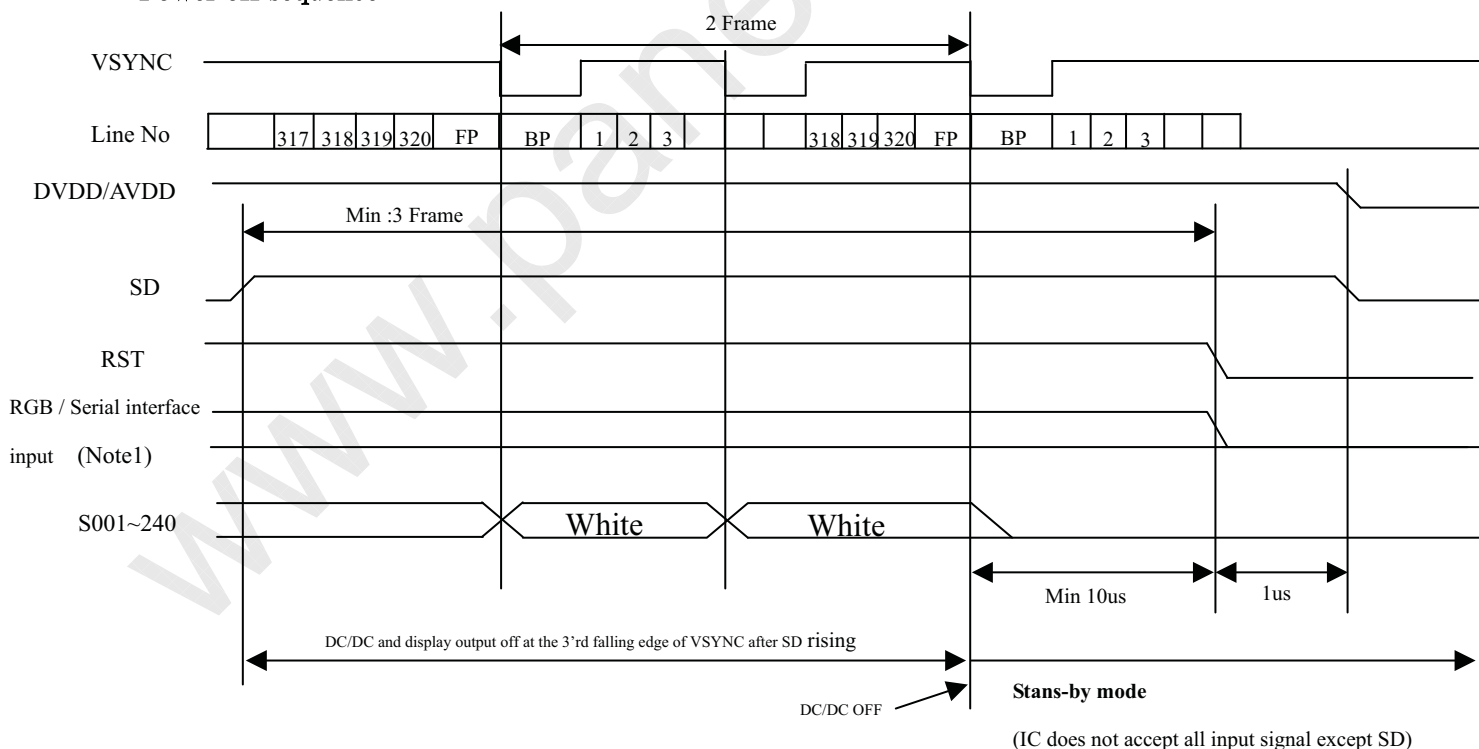 Power off sequence
2 Frame
VSYNC
Line No
317 318 319 320 FP BP 1 2 3 318 319 320 FP BP 1 2 3
DVDD/AVDD
Min :3 Frame
SD
RST
RGB / Serial interface
input (Note1)
S001~240 White White
Min 10us 1us
DC/DC and display output off at the 3'rd falling edge of VSYNC after SD rising
Stans-by mode
DC/DC OFF
(IC does not accept all input signal except SD)
www.pane